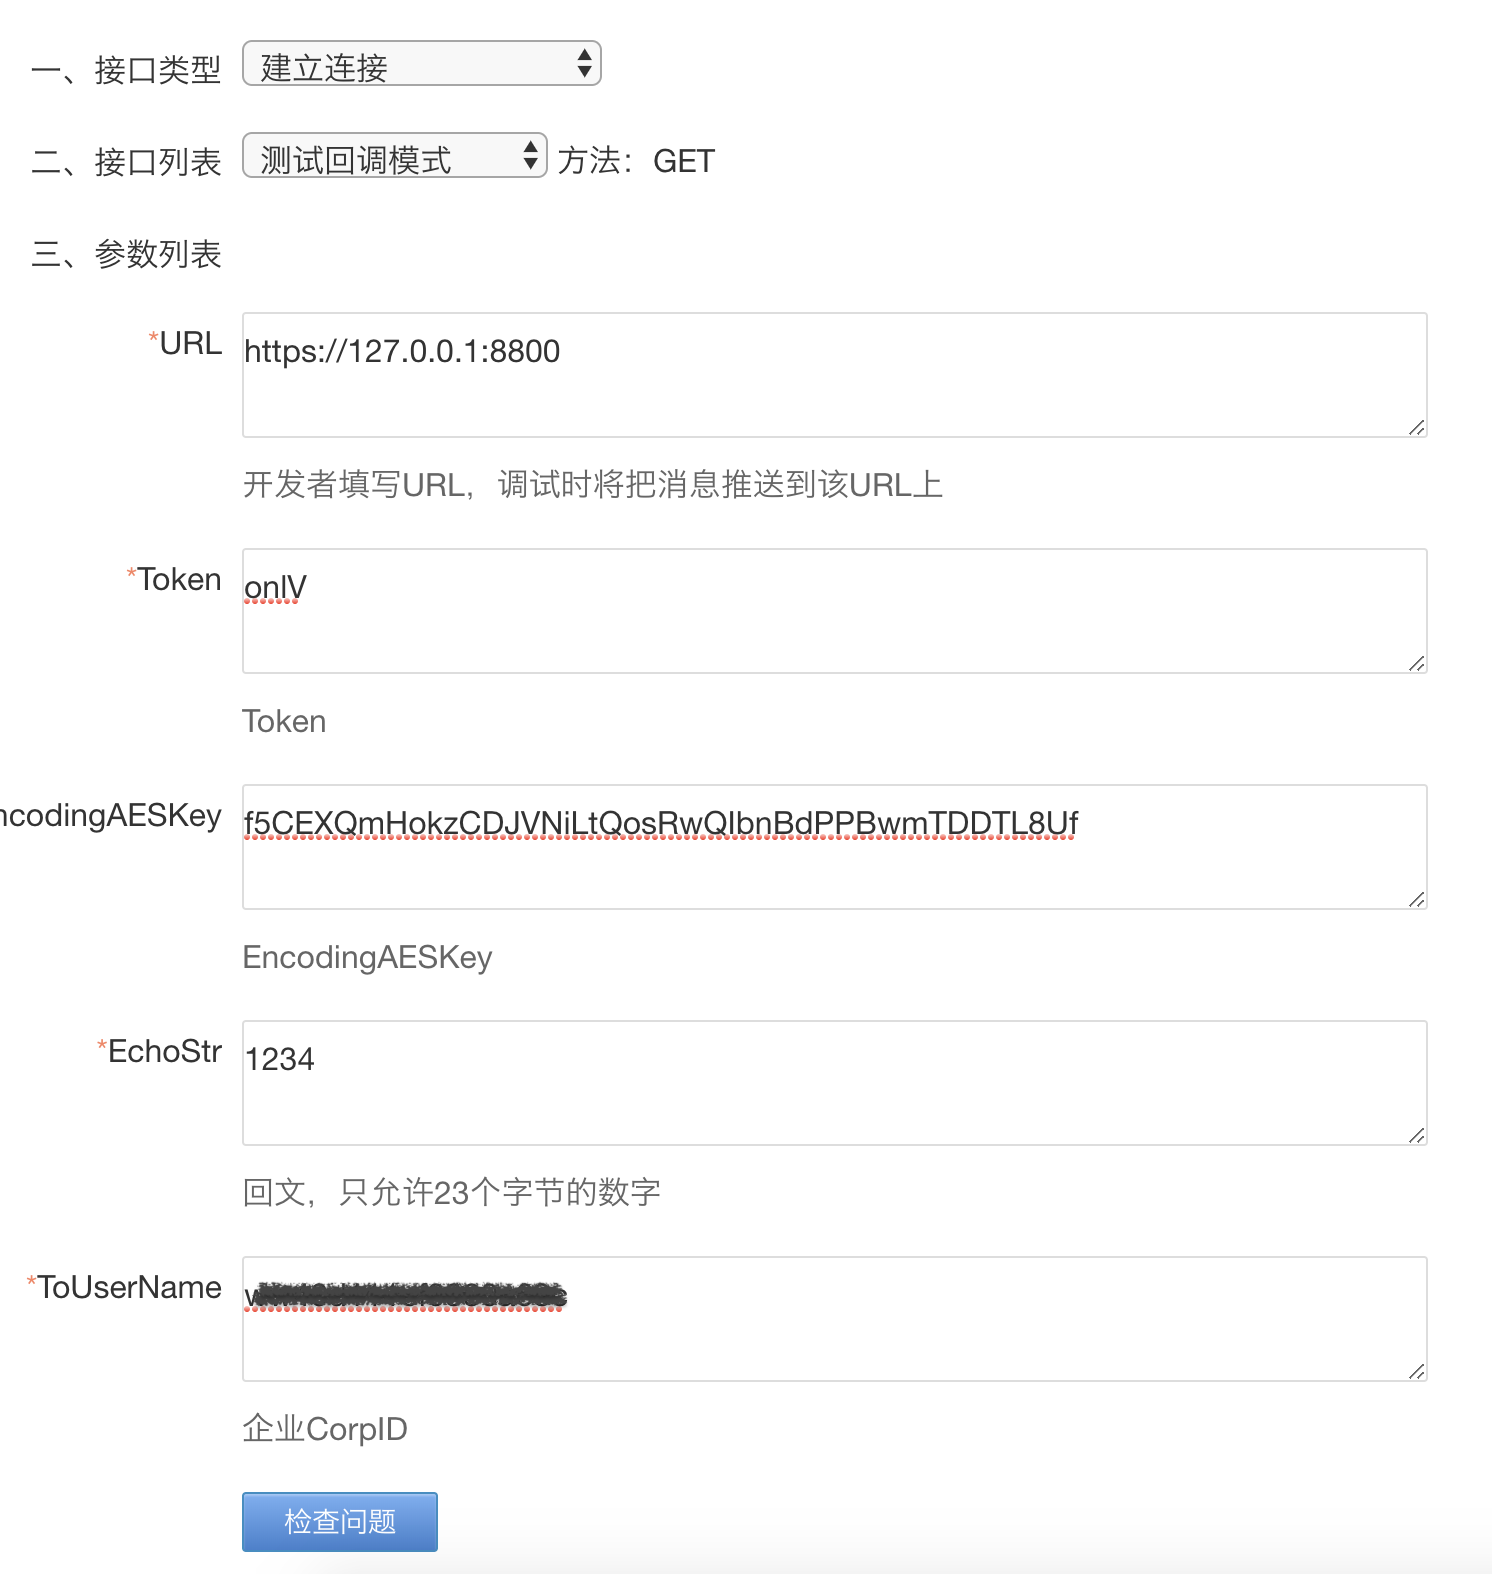 一、接口类型 建立连接
二、接口列表 测试回调模式 方法：GET
三、参数列表
*URL https://127.0.0.1:8800
开发者填写URL，调试时将把消息推送到该URL上
*Token onlV
Token
ncodingAESKey f5CEXQmHokzCDJVNiLtQosRwQIbnBdPPBwmTDDTL8Uf
EncodingAESKey
*EchoStr 1234
回文，只允许23个字节的数字
*ToUserName
企业CorpID
检查问题